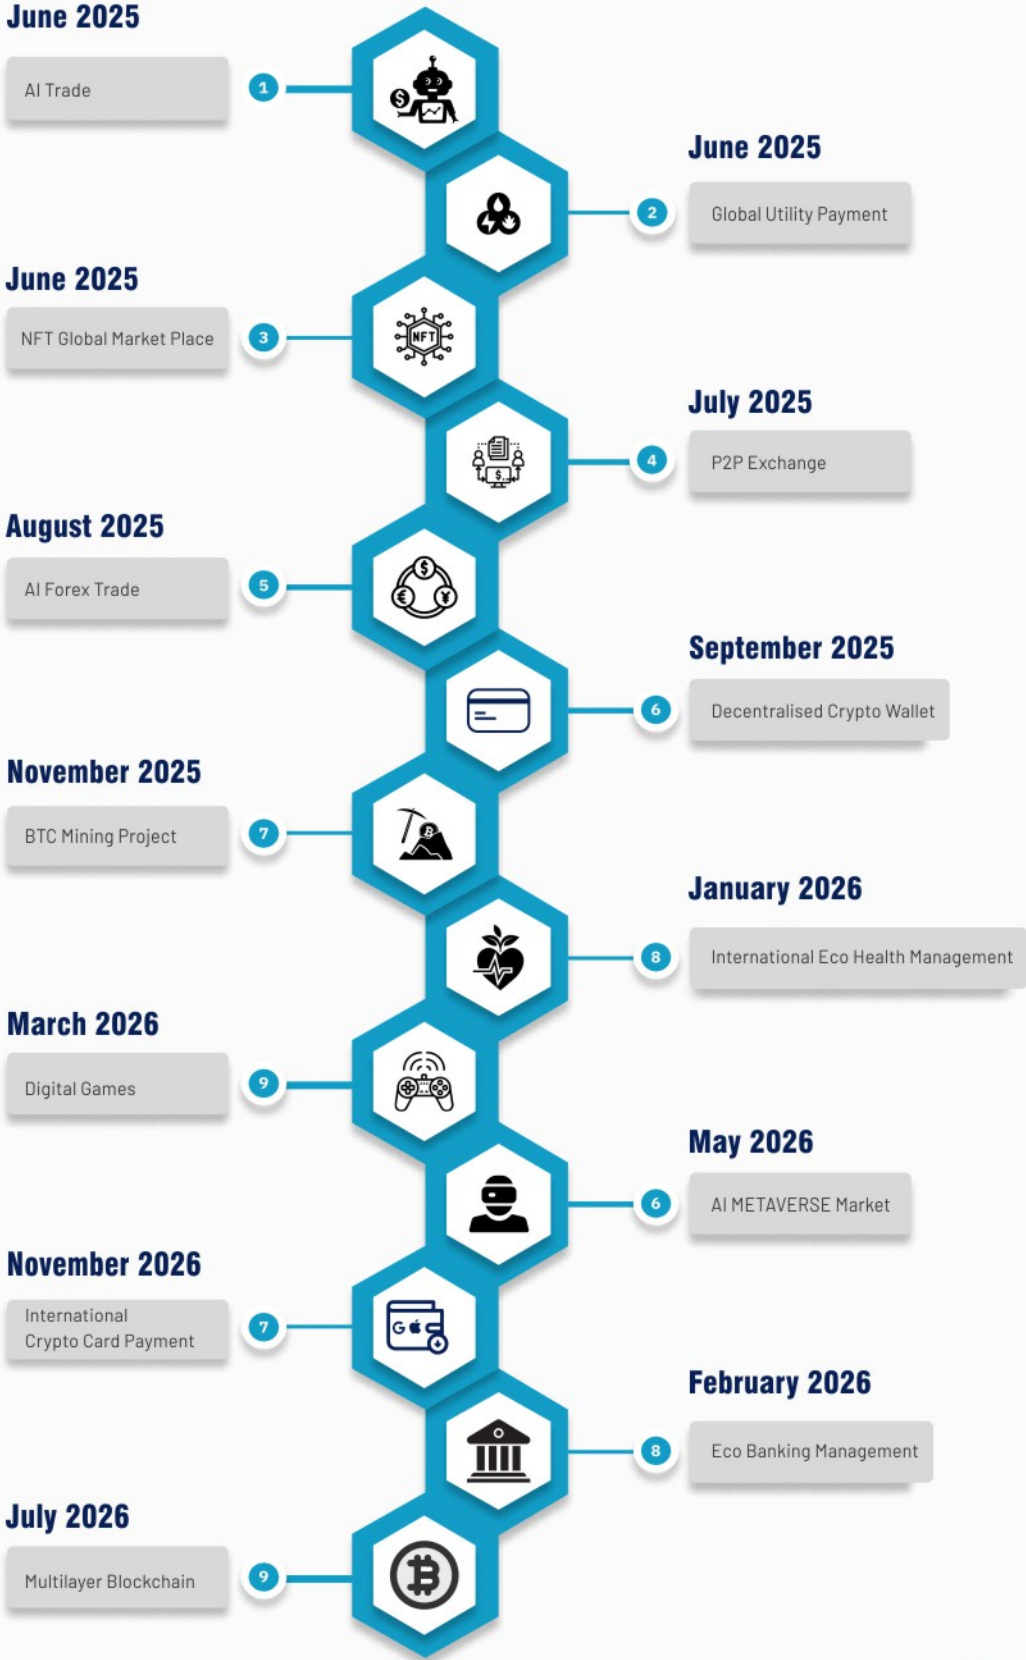 June 2025
AI Trade
1
June 2025
2
Global Utility Payment
June 2025
NFT Global Market Place
3
NFT
July 2025
4
P2P Exchange
$
August 2025
AI Forex Trade
5
$
€
¥
September 2025
6
Decentralised Crypto Wallet
November 2025
BTC Mining Project
7
January 2026
8
International Eco Health Management
March 2026
Digital Games
9
May 2026
6
AI METAVERSE Market
November 2026
International
Crypto Card Payment
7
G
February 2026
8
Eco Banking Management
July 2026
Multilayer Blockchain
9